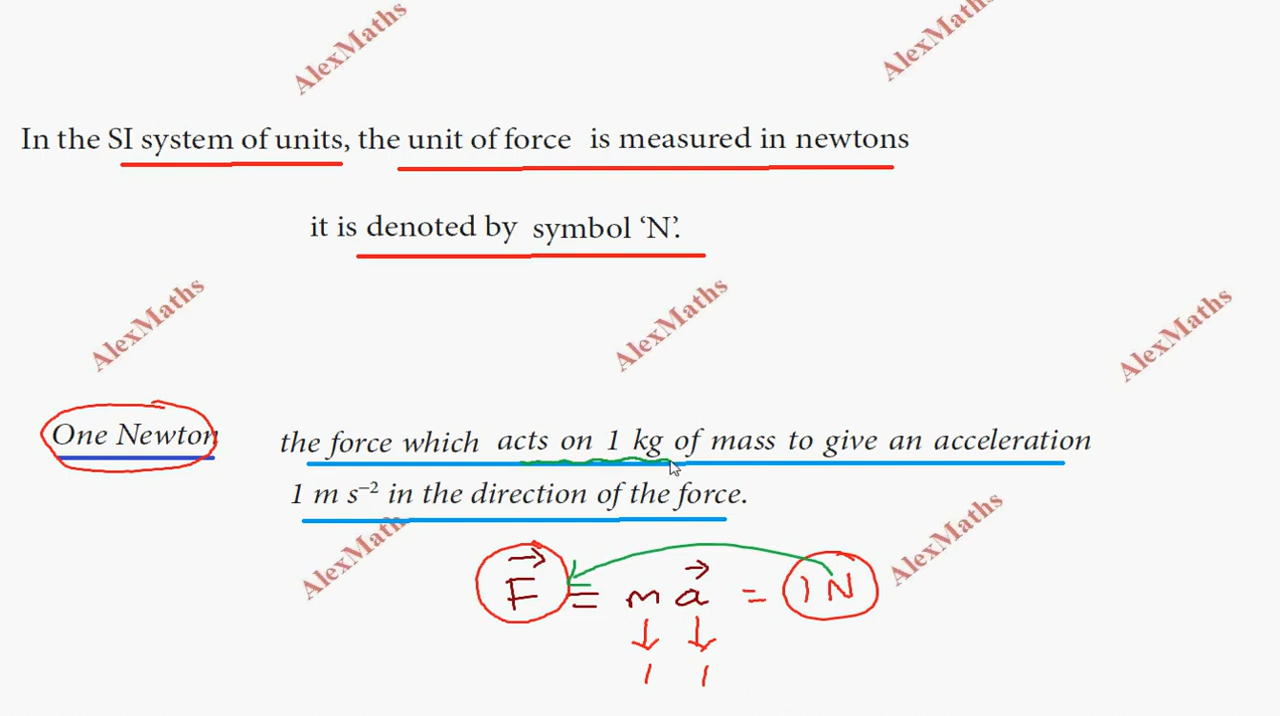 AlexMaths
AlexMaths
In the SI system of units, the unit of force is measured in newtons
it is denoted by symbol ‘N’.
AlexMaths
AlexMaths
AlexMaths
One Newton
the force which acts on 1 kg of mass to give an acceleration
1 m s⁻² in the direction of the force.
AlexMaths
AlexMaths
F⃗ = m a⃗ = 1N
↓ ↓
1 1